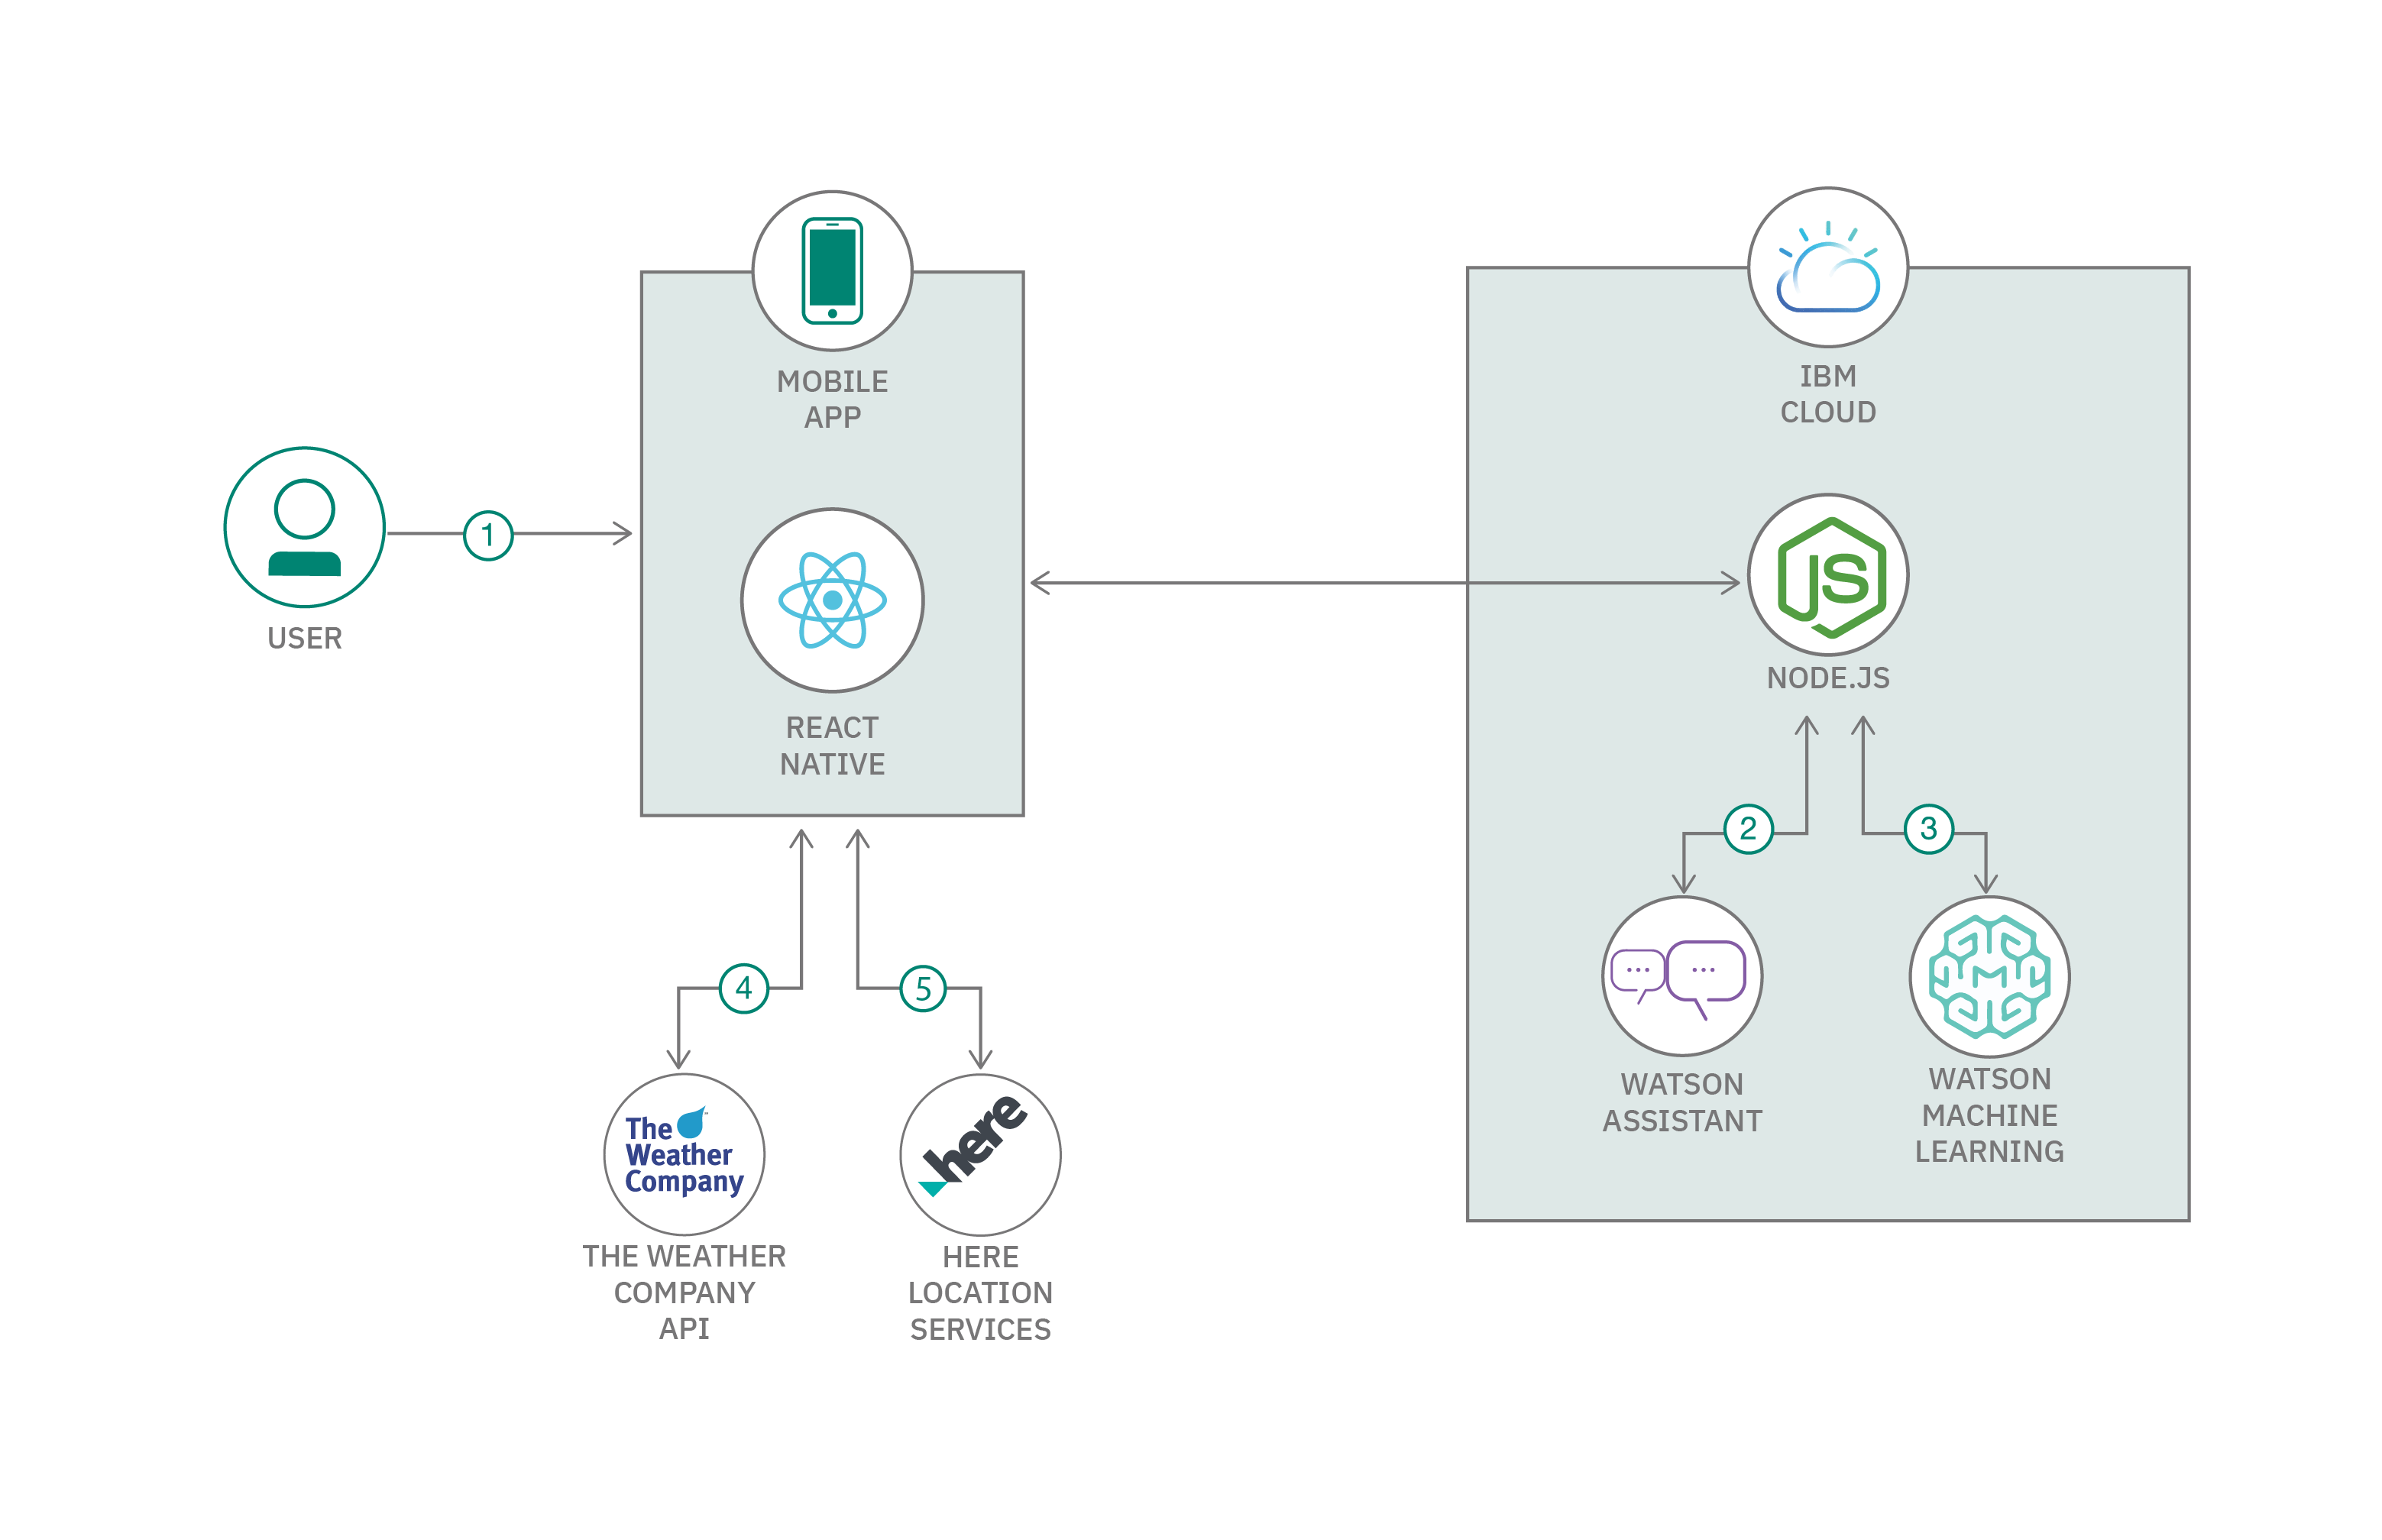 MOBILE
APP
IBM
CLOUD
USER
1
REACT
NATIVE
JS
NODE.JS
2
3
4
5
WATSON
ASSISTANT
WATSON
MACHINE
LEARNING
The
Weather
Company
THE WEATHER
COMPANY
API
here
HERE
LOCATION
SERVICES